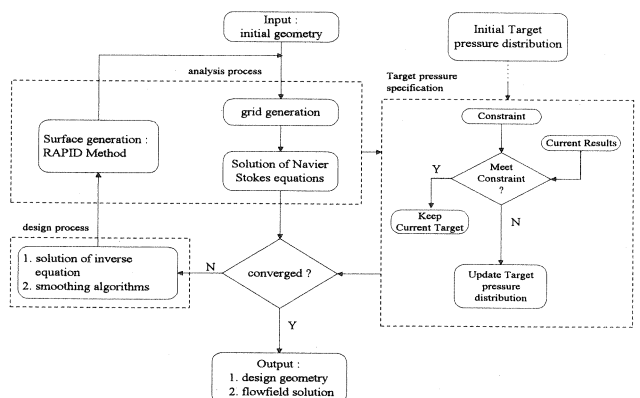 Input :
initial geometry
Initial Target
pressure distribution
analysis process
Target pressure
specification
grid generation
Constraint
Surface generation :
RAPID Method
Current Results
Solution of Navier
Stokes equations
Meet
Constraint
?
Y
Keep
Current Target
N
design process
1. solution of inverse
equation
2. smoothing algorithms
N
converged ?
Update Target
pressure
distribution
Y
Output :
1. design geometry
2. flowfield solution